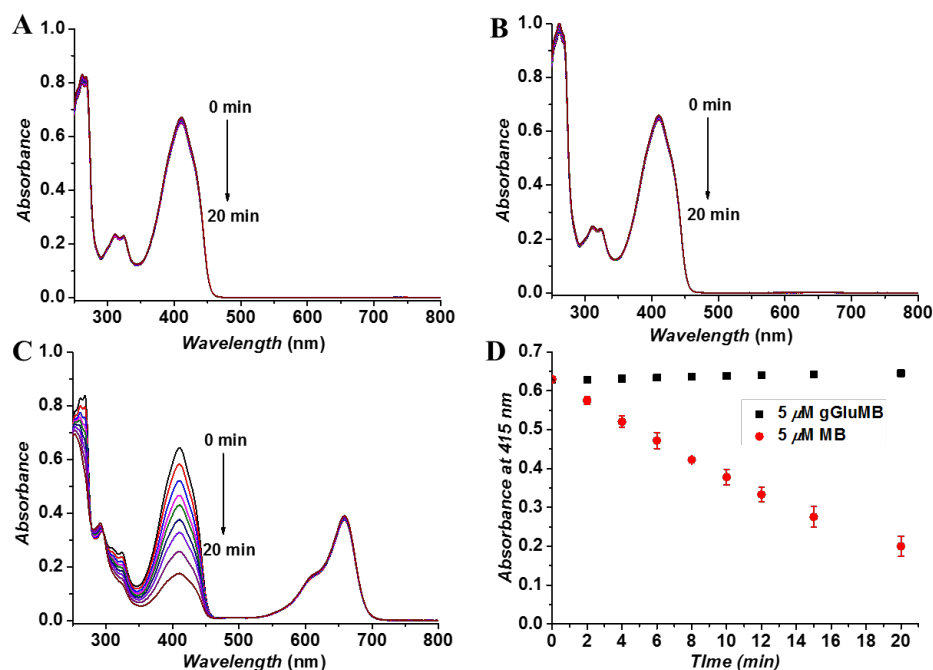 A
Absorbance
1.0
0.8
0.6
0.4
0.2
0.0
0 min
20 min
300 400 500 600 700 800
Wavelength (nm)
B
Absorbance
1.0
0.8
0.6
0.4
0.2
0.0
0 min
20 min
300 400 500 600 700 800
Wavelength (nm)
C
Absorbance
1.0
0.8
0.6
0.4
0.2
0.0
0 min
20 min
300 400 500 600 700 800
Wavelength (nm)
D
Absorbance at 415 nm
0.7
0.6
0.5
0.4
0.3
0.2
0.1
0.0
5 μM gGluMB
5 μM MB
0 2 4 6 8 10 12 14 16 18 20
TIme (min)